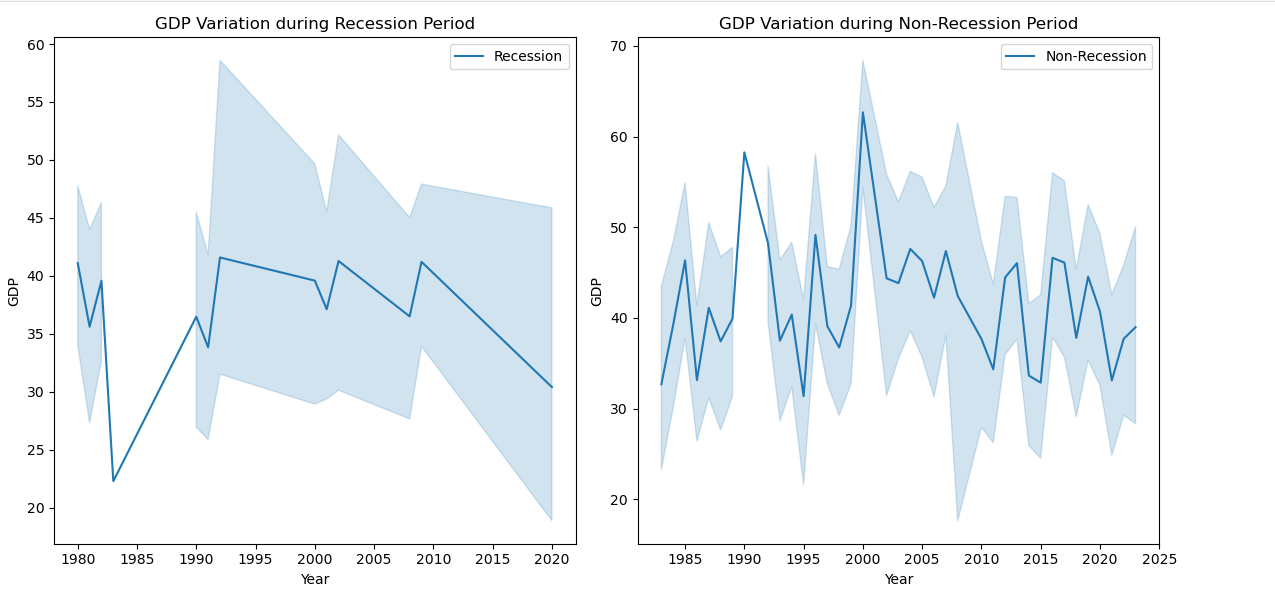 GDP Variation during Recession Period
Recession
60
55
50
45
40
35
30
25
20
GDP
1980 1985 1990 1995 2000 2005 2010 2015 2020
Year
GDP Variation during Non-Recession Period
Non-Recession
70
60
50
40
30
20
GDP
1985 1990 1995 2000 2005 2010 2015 2020 2025
Year